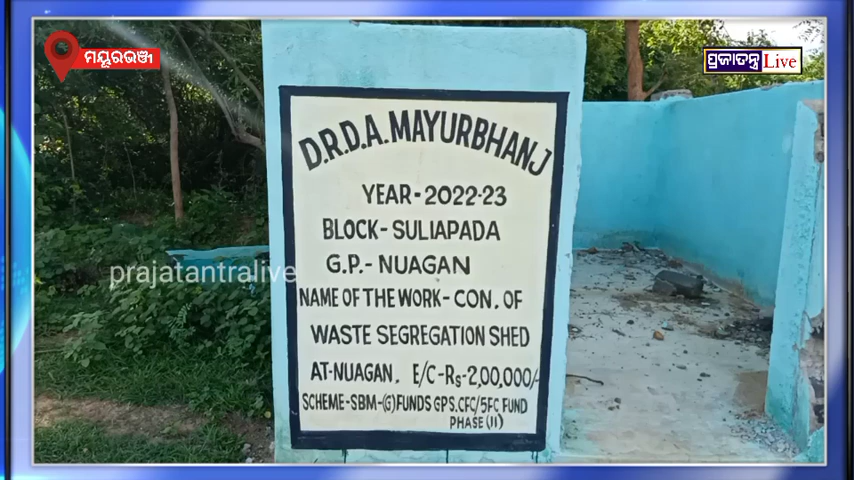 ମୟୂରଭଞ୍ଜ
ପ୍ରଜାତନ୍ତ୍ର Live
D.R.D.A. MAYURBHANJ
YEAR-2022-23
BLOCK-SULIAPADA
G.P.-NUAGAN
prajatantralive
NAME OF THE WORK-CON. OF
WASTE SEGREGATION SHED
AT-NUAGAN. E/C-Rs-2,00,000/-
SCHEME-SBM-(G)FUNDS GPS.CFC/5FC FUND
PHASE (II)